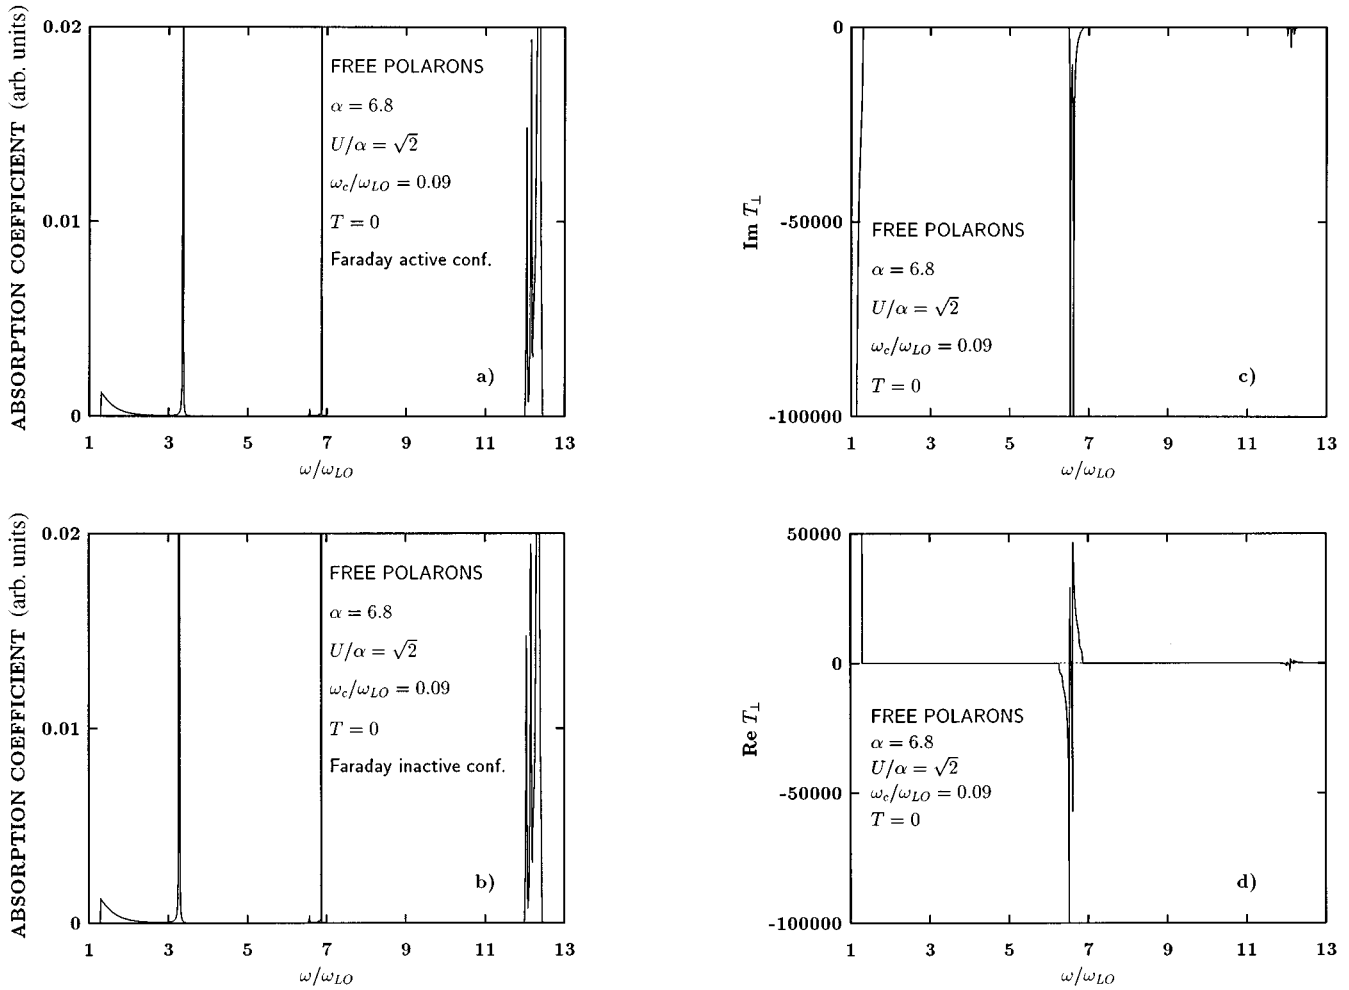 ABSORPTION COEFFICIENT (arb. units)
0.02
0.01
0
FREE POLARONS
α = 6.8
U/α = √2
ω_c/ω_LO = 0.09
T = 0
Faraday active conf.
a)
1 3 5 7 9 11 13
ω/ω_LO
Im T_⊥
0
-50000
-100000
FREE POLARONS
α = 6.8
U/α = √2
ω_c/ω_LO = 0.09
T = 0
c)
1 3 5 7 9 11 13
ω/ω_LO
ABSORPTION COEFFICIENT (arb. units)
0.02
0.01
0
FREE POLARONS
α = 6.8
U/α = √2
ω_c/ω_LO = 0.09
T = 0
Faraday inactive conf.
b)
1 3 5 7 9 11 13
ω/ω_LO
Re T_⊥
50000
0
-50000
-100000
FREE POLARONS
α = 6.8
U/α = √2
ω_c/ω_LO = 0.09
T = 0
d)
1 3 5 7 9 11 13
ω/ω_LO